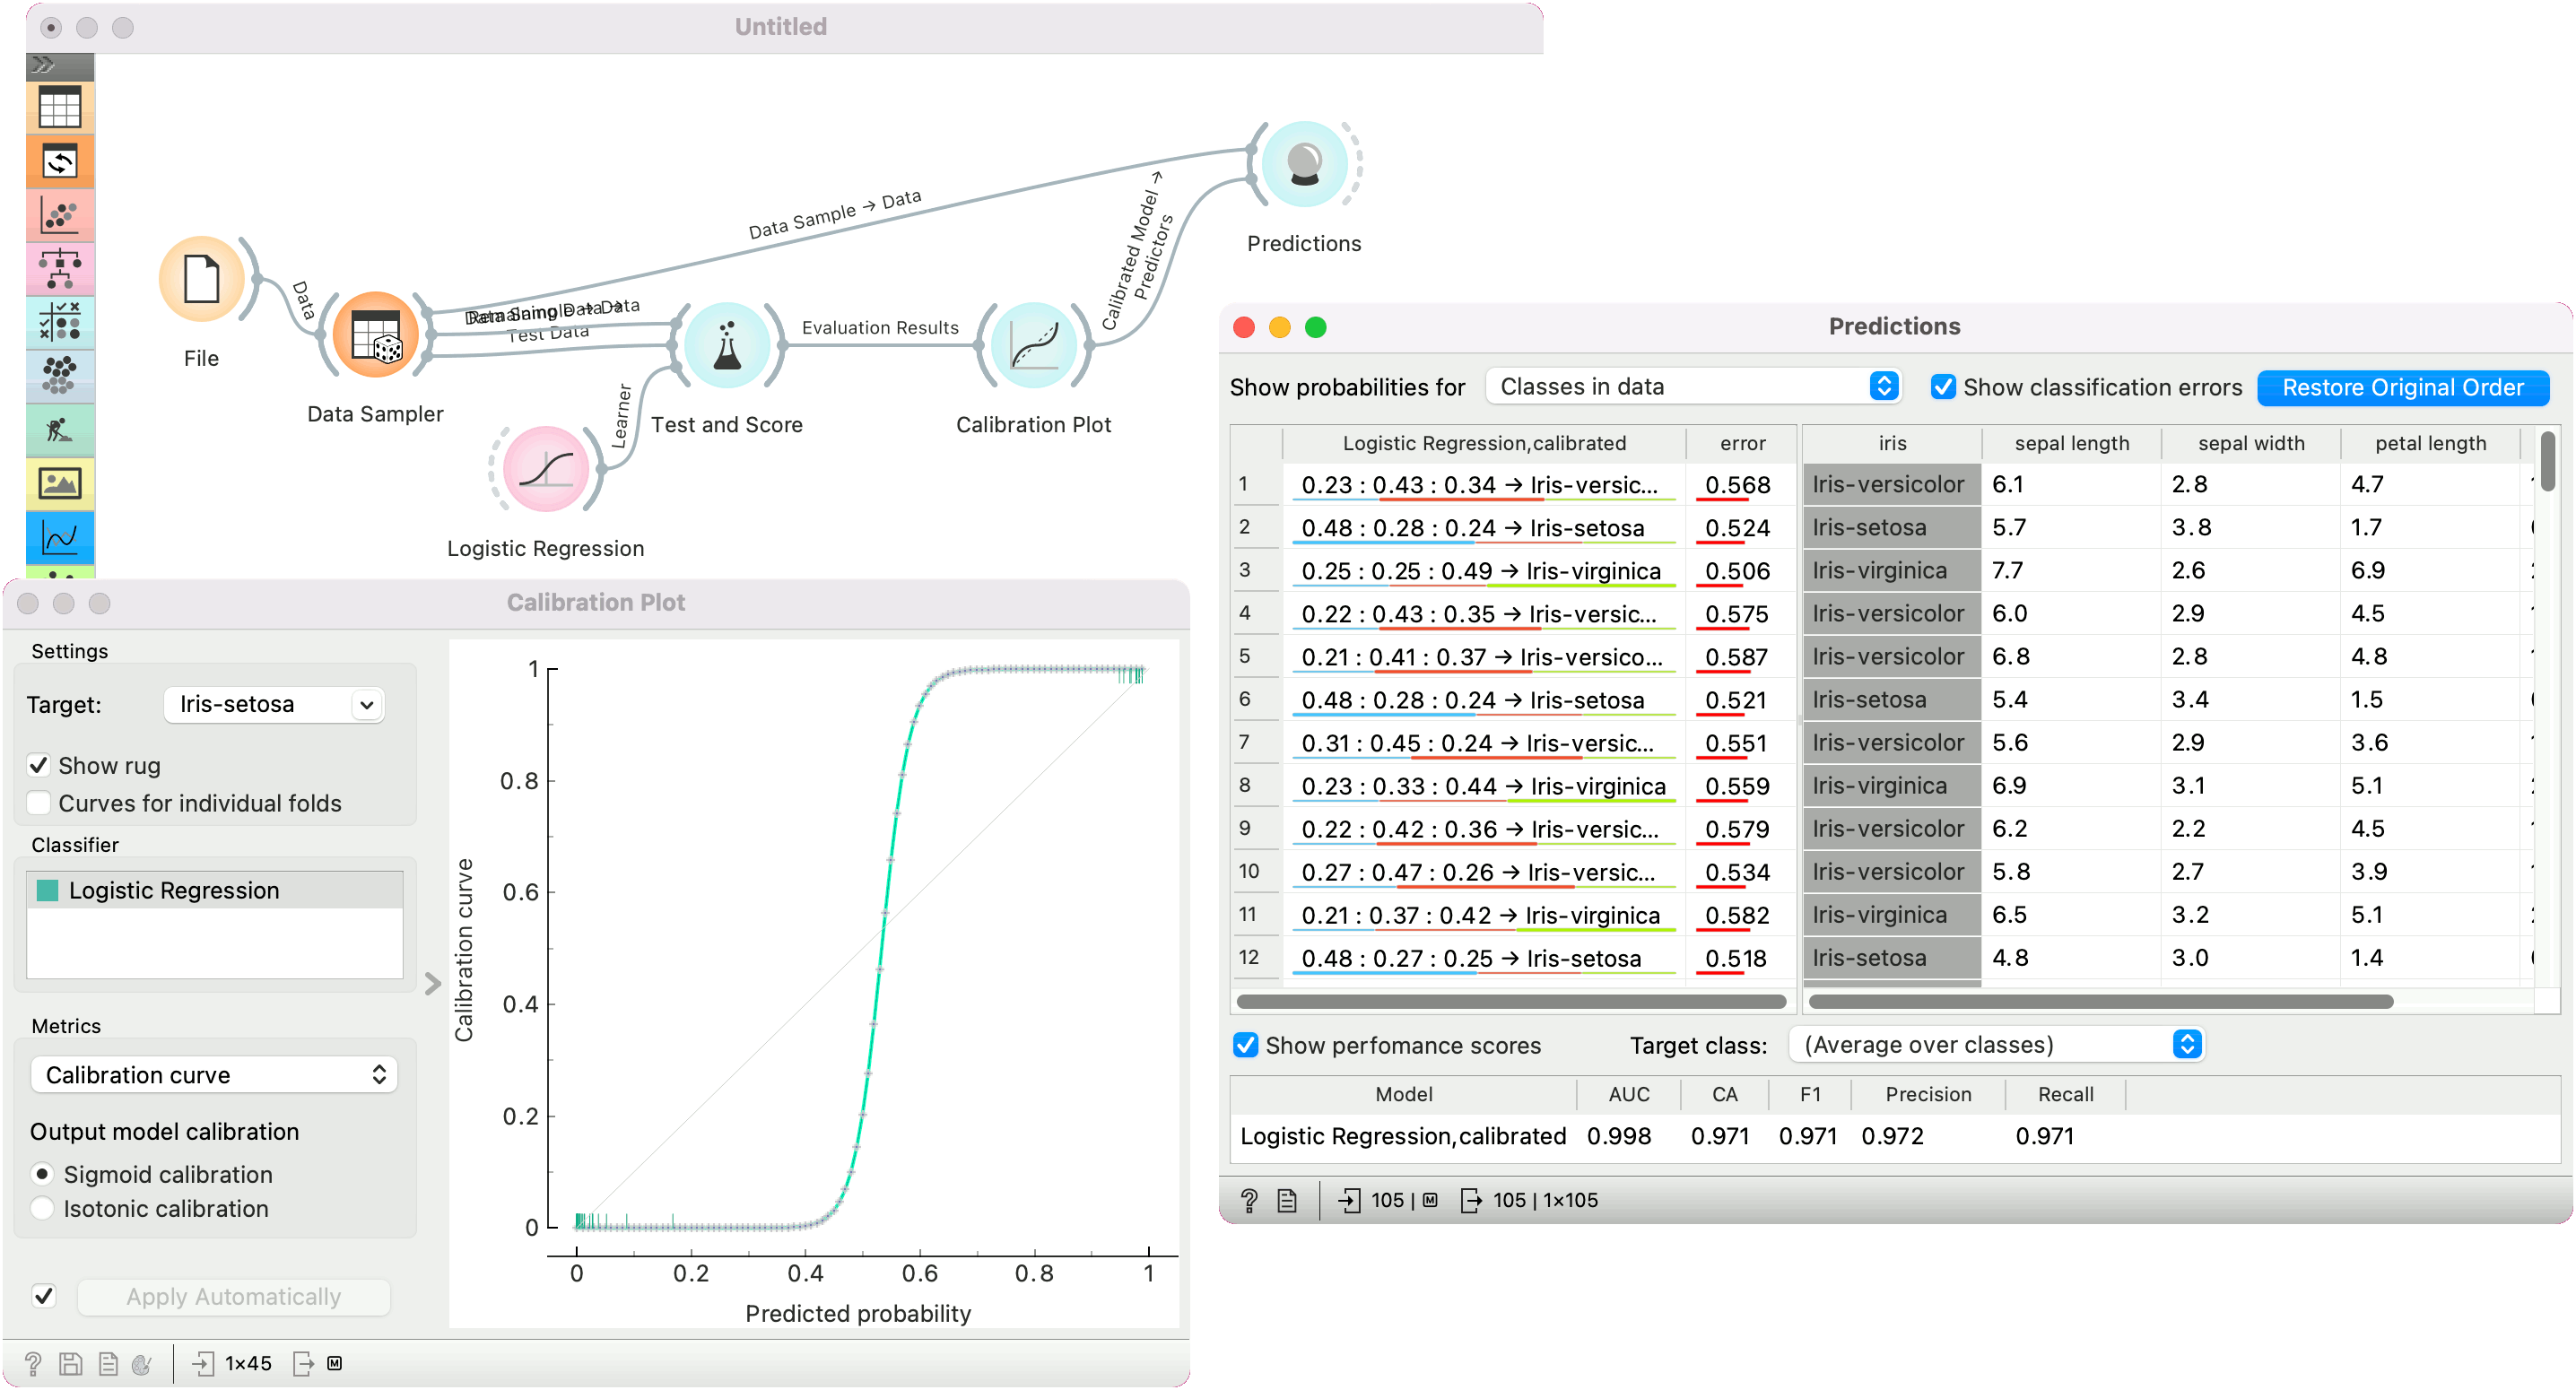 Untitled
Data Sample → Data
Calibrated Model →
Predictors
Predictions
Data
File
Data Sample → Data
Remaining Data →
Test Data
Evaluation Results
Data Sampler
Learner
Test and Score
Calibration Plot
Logistic Regression
Calibration Plot
Settings
Target: Iris-setosa
Show rug
Curves for individual folds
Classifier
Logistic Regression
Metrics
Calibration curve
Output model calibration
Sigmoid calibration
Isotonic calibration
Apply Automatically
1×45 M
Calibration curve
1
0.8
0.6
0.4
0.2
0
0 0.2 0.4 0.6 0.8 1
Predicted probability
Predictions
Show probabilities for Classes in data Show classification errors Restore Original Order
Logistic Regression,calibrated error iris sepal length sepal width petal length
1 0.23 : 0.43 : 0.34 → Iris-versic... 0.568 Iris-versicolor 6.1 2.8 4.7
2 0.48 : 0.28 : 0.24 → Iris-setosa 0.524 Iris-setosa 5.7 3.8 1.7
3 0.25 : 0.25 : 0.49 → Iris-virginica 0.506 Iris-virginica 7.7 2.6 6.9
4 0.22 : 0.43 : 0.35 → Iris-versic... 0.575 Iris-versicolor 6.0 2.9 4.5
5 0.21 : 0.41 : 0.37 → Iris-versico... 0.587 Iris-versicolor 6.8 2.8 4.8
6 0.48 : 0.28 : 0.24 → Iris-setosa 0.521 Iris-setosa 5.4 3.4 1.5
7 0.31 : 0.45 : 0.24 → Iris-versic... 0.551 Iris-versicolor 5.6 2.9 3.6
8 0.23 : 0.33 : 0.44 → Iris-virginica 0.559 Iris-virginica 6.9 3.1 5.1
9 0.22 : 0.42 : 0.36 → Iris-versic... 0.579 Iris-versicolor 6.2 2.2 4.5
10 0.27 : 0.47 : 0.26 → Iris-versic... 0.534 Iris-versicolor 5.8 2.7 3.9
11 0.21 : 0.37 : 0.42 → Iris-virginica 0.582 Iris-virginica 6.5 3.2 5.1
12 0.48 : 0.27 : 0.25 → Iris-setosa 0.518 Iris-setosa 4.8 3.0 1.4
Show perfomance scores Target class: (Average over classes)
Model AUC CA F1 Precision Recall
Logistic Regression,calibrated 0.998 0.971 0.971 0.972 0.971
105 | M 105 | 1×105